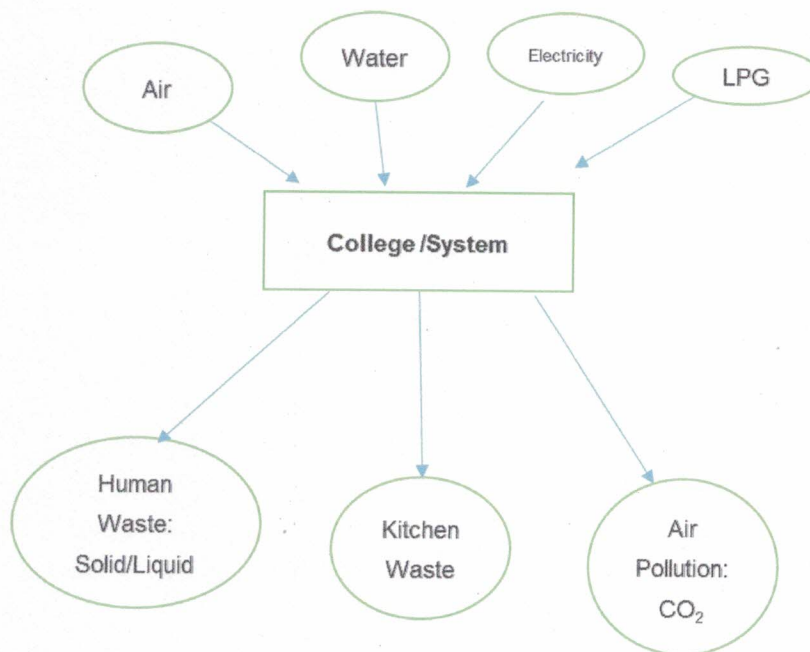 Air
Water
Electricity
LPG
College /System
Human
Waste:
Solid/Liquid
Kitchen
Waste
Air
Pollution:
CO₂